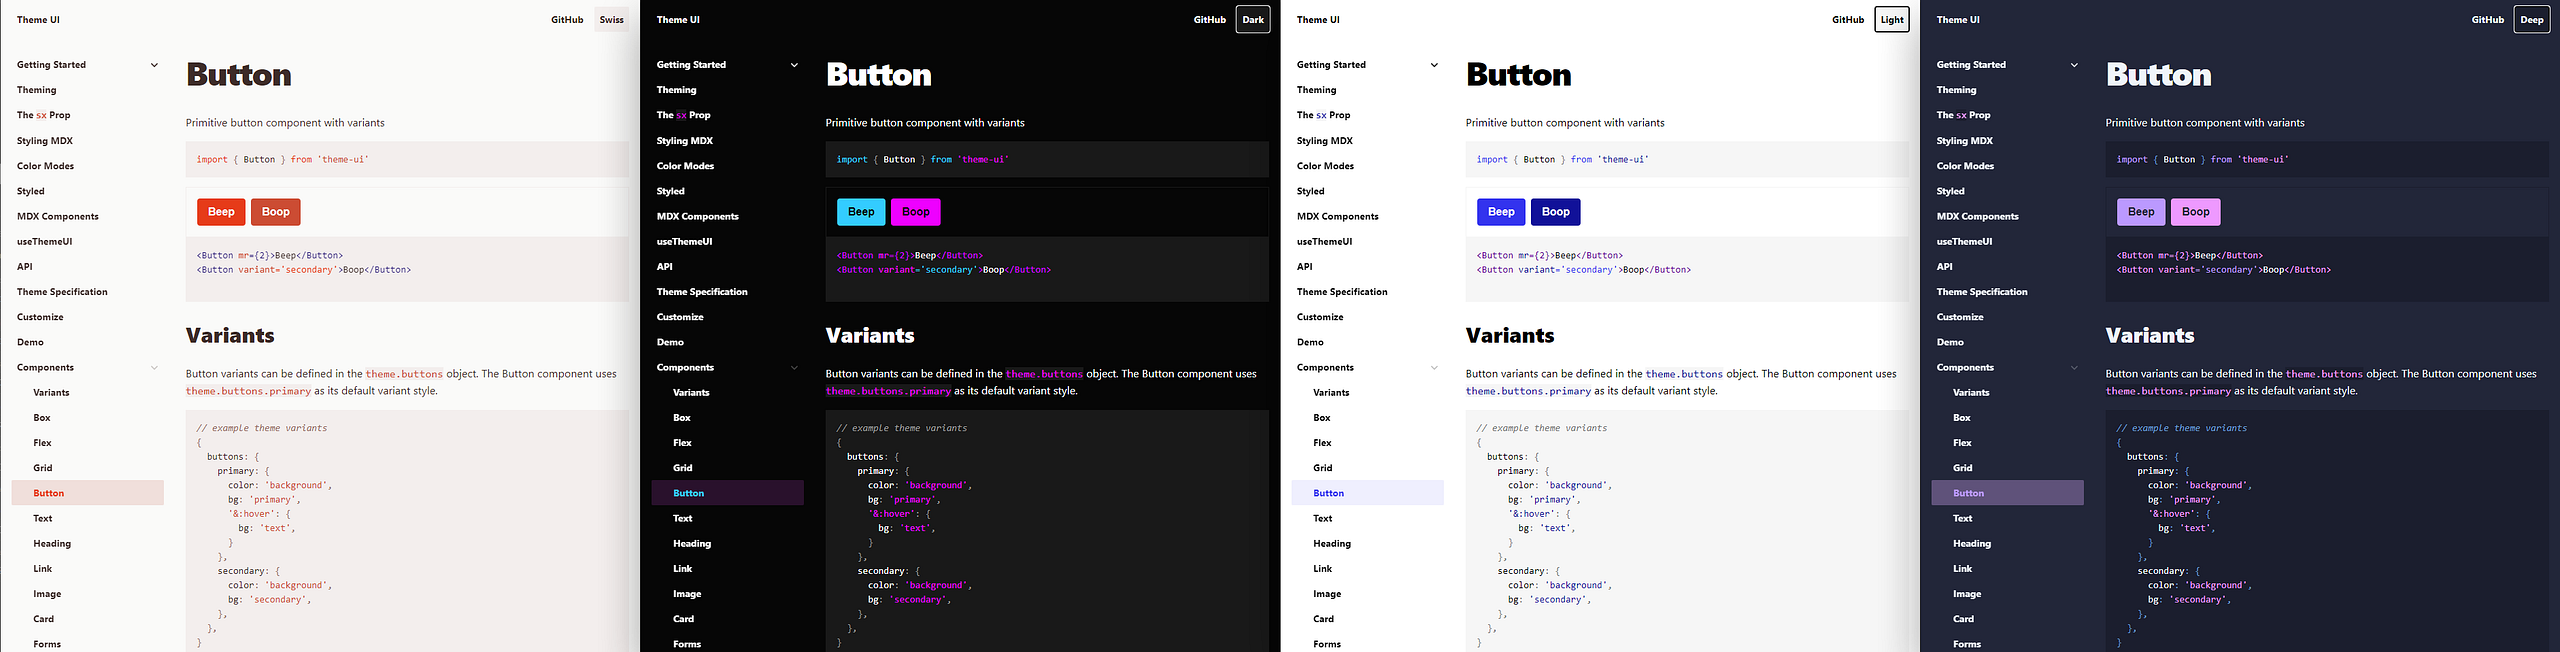 Theme UI
GitHub
Swiss
Getting Started
Theming
The sx Prop
Styling MDX
Color Modes
Styled
MDX Components
useThemeUI
API
Theme Specification
Customize
Demo
Components
Variants
Box
Flex
Grid
Button
Text
Heading
Link
Image
Card
Forms
Button
Primitive button component with variants
import { Button } from 'theme-ui'
Beep Boop
<Button mr={2}>Beep</Button>
<Button variant='secondary'>Boop</Button>
Variants
Button variants can be defined in the theme.buttons object. The Button component uses
theme.buttons.primary as its default variant style.
// example theme variants
{
buttons: {
primary: {
color: 'background',
bg: 'primary',
'&:hover': {
bg: 'text',
}
},
secondary: {
color: 'background',
bg: 'secondary',
},
},
}
Theme UI
GitHub
Dark
Getting Started
Theming
The sx Prop
Styling MDX
Color Modes
Styled
MDX Components
useThemeUI
API
Theme Specification
Customize
Demo
Components
Variants
Box
Flex
Grid
Button
Text
Heading
Link
Image
Card
Forms
Button
Primitive button component with variants
import { Button } from 'theme-ui'
Beep Boop
<Button mr={2}>Beep</Button>
<Button variant='secondary'>Boop</Button>
Variants
Button variants can be defined in the theme.buttons object. The Button component uses
theme.buttons.primary as its default variant style.
// example theme variants
{
buttons: {
primary: {
color: 'background',
bg: 'primary',
'&:hover': {
bg: 'text',
}
},
secondary: {
color: 'background',
bg: 'secondary',
},
},
}
Theme UI
GitHub
Light
Getting Started
Theming
The sx Prop
Styling MDX
Color Modes
Styled
MDX Components
useThemeUI
API
Theme Specification
Customize
Demo
Components
Variants
Box
Flex
Grid
Button
Text
Heading
Link
Image
Card
Forms
Button
Primitive button component with variants
import { Button } from 'theme-ui'
Beep Boop
<Button mr={2}>Beep</Button>
<Button variant='secondary'>Boop</Button>
Variants
Button variants can be defined in the theme.buttons object. The Button component uses
theme.buttons.primary as its default variant style.
// example theme variants
{
buttons: {
primary: {
color: 'background',
bg: 'primary',
'&:hover': {
bg: 'text',
}
},
secondary: {
color: 'background',
bg: 'secondary',
},
},
}
Theme UI
GitHub
Deep
Getting Started
Theming
The sx Prop
Styling MDX
Color Modes
Styled
MDX Components
useThemeUI
API
Theme Specification
Customize
Demo
Components
Variants
Box
Flex
Grid
Button
Text
Heading
Link
Image
Card
Forms
Button
Primitive button component with variants
import { Button } from 'theme-ui'
Beep Boop
<Button mr={2}>Beep</Button>
<Button variant='secondary'>Boop</Button>
Variants
Button variants can be defined in the theme.buttons object. The Button component uses
theme.buttons.primary as its default variant style.
// example theme variants
{
buttons: {
primary: {
color: 'background',
bg: 'primary',
'&:hover': {
bg: 'text',
}
},
secondary: {
color: 'background',
bg: 'secondary',
},
},
}